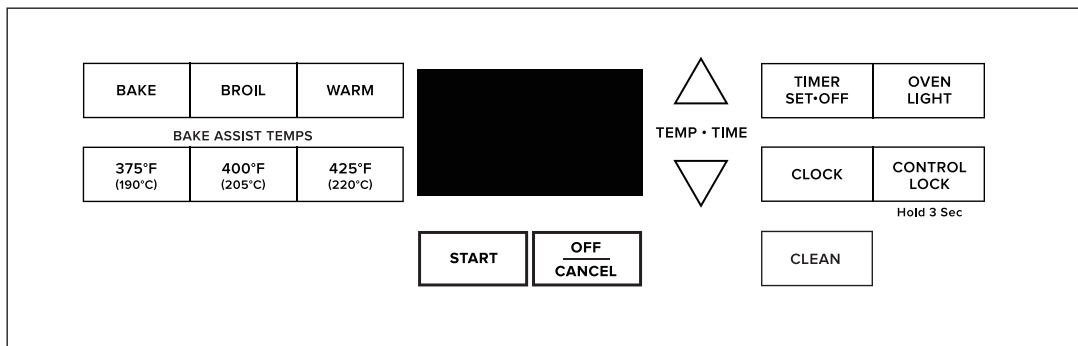 BAKE
BROIL
WARM
BAKE ASSIST TEMPS
375°F
(190°C)
400°F
(205°C)
425°F
(220°C)
START
OFF
CANCEL
TEMP • TIME
TIMER
SET•OFF
OVEN
LIGHT
CLOCK
CONTROL
LOCK
Hold 3 Sec
CLEAN